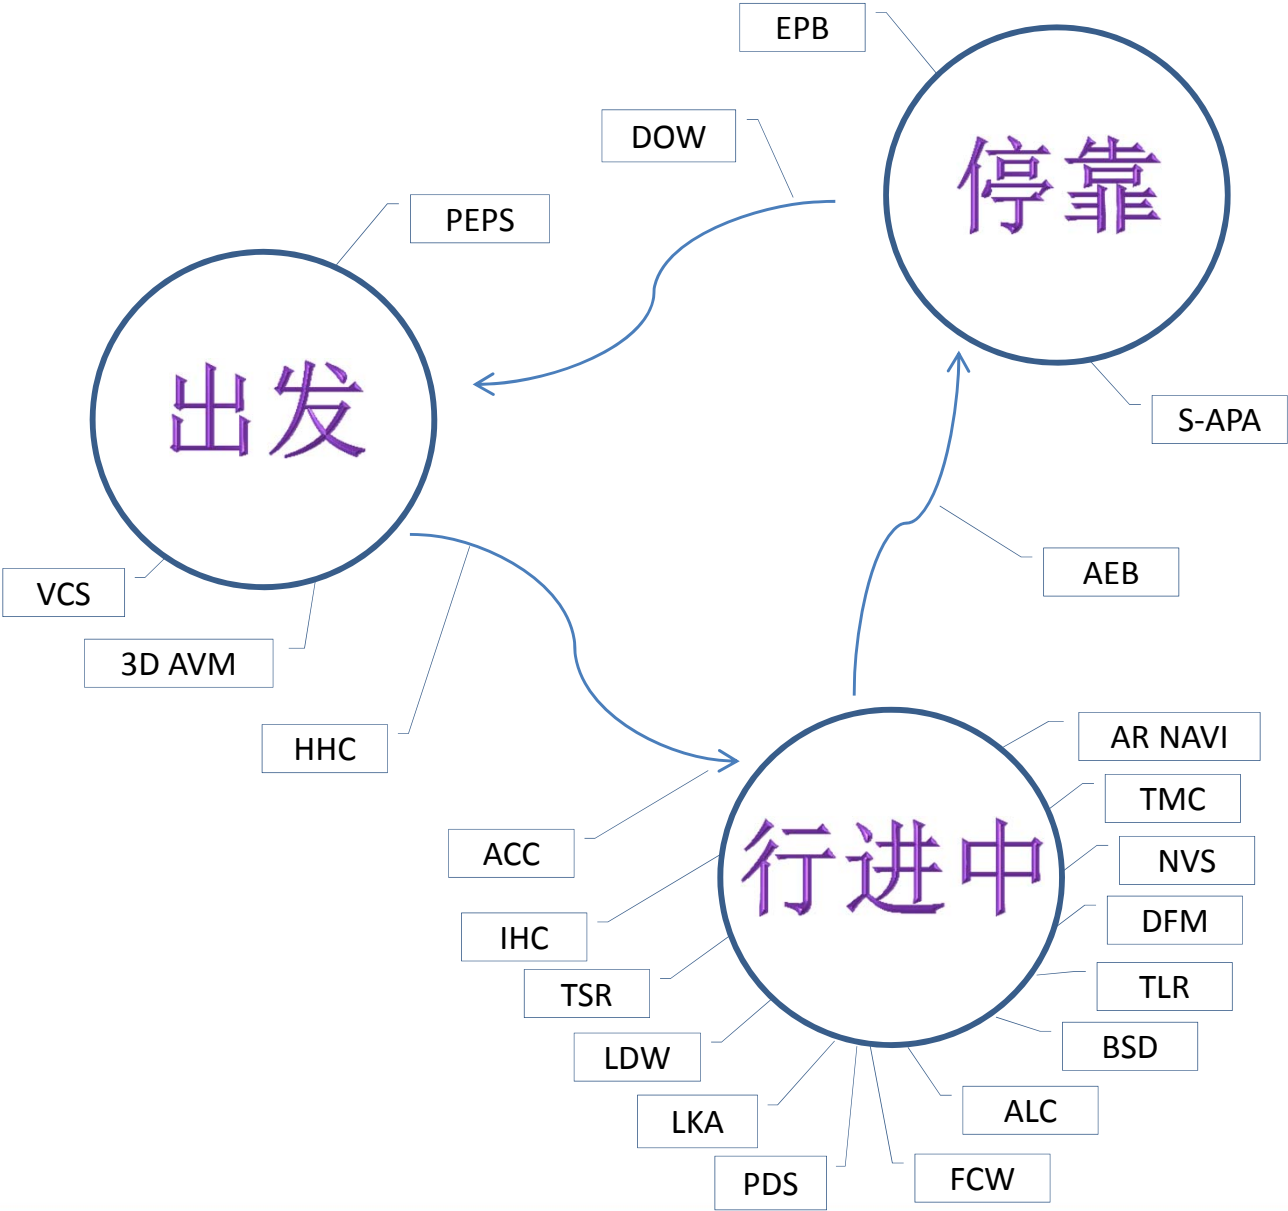 EPB
DOW
停靠
PEPS
出发
S-APA
AEB
VCS
3D AVM
HHC
AR NAVI
TMC
ACC
NVS
行进中
DFM
IHC
TSR
TLR
BSD
LDW
ALC
LKA
FCW
PDS